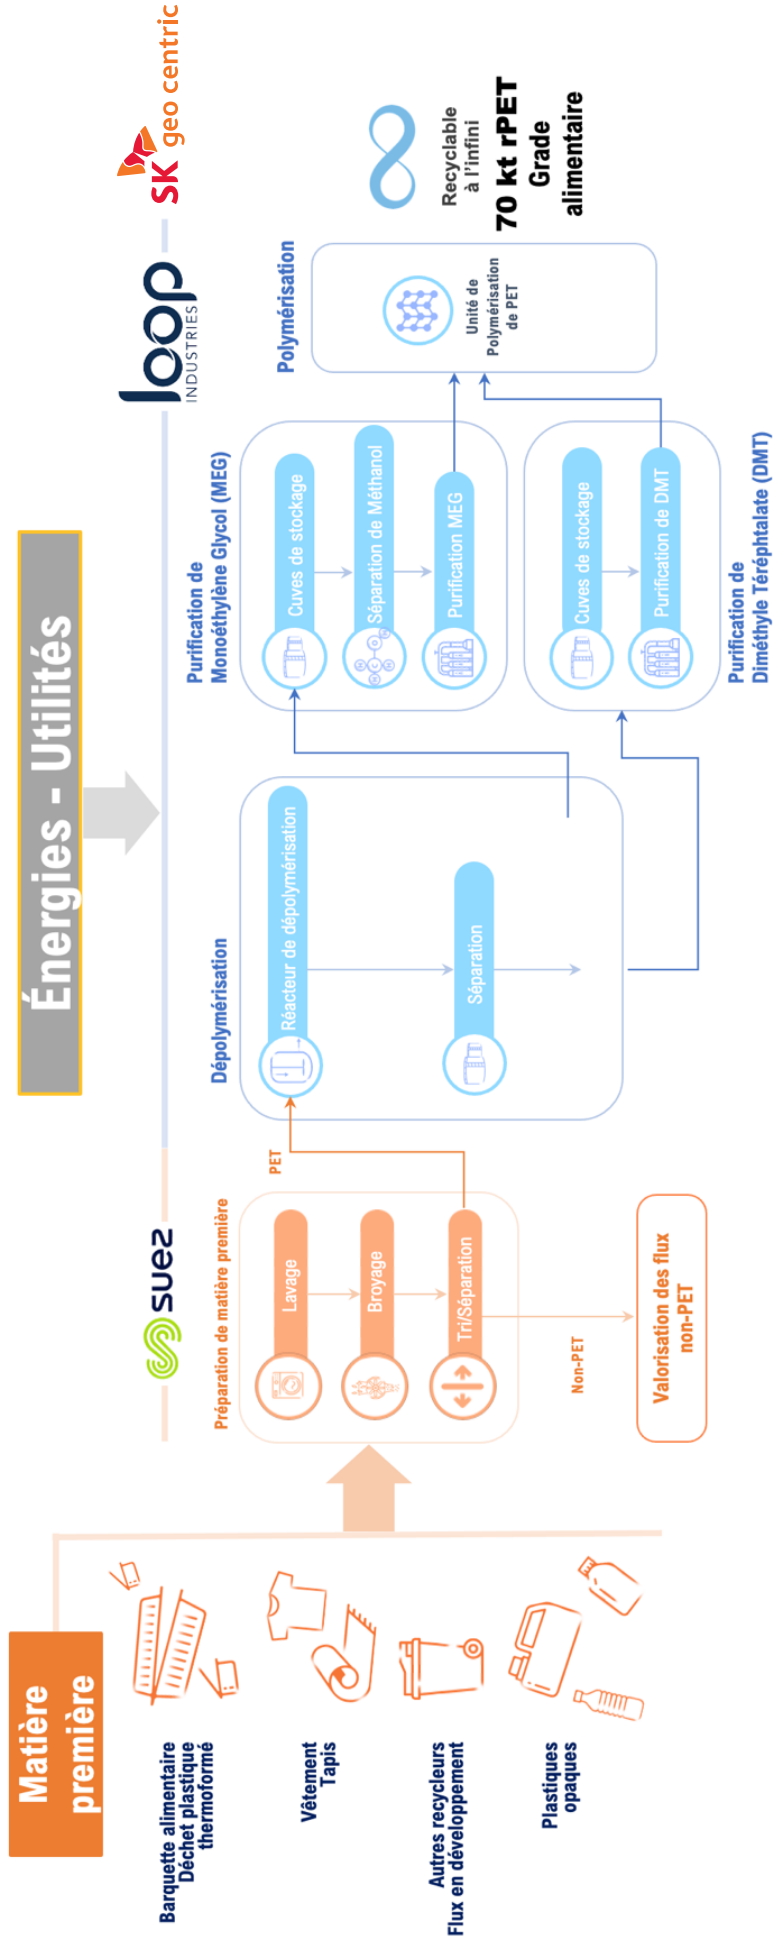 Matière
première
Énergies - Utilités
suez
loop
INDUSTRIES
SK geo centric
Barquette alimentaire
Déchet plastique
thermoformé
Vêtement
Tapis
Autres recycleurs
Flux en développement
Plastiques
opaques
Préparation de matière première
Lavage
Broyage
Tri/Séparation
PET
Non-PET
Valorisation des flux
non-PET
Dépolymérisation
Réacteur de dépolymérisation
Séparation
Purification de
Monoéthylène Glycol (MEG)
Cuves de stockage
Séparation de Méthanol
Purification MEG
Cuves de stockage
Purification de DMT
Purification de
Diméthyle Téréphtalate (DMT)
Polymérisation
Unité de
Polymérisation
de PET
Recyclable
à l'infini
70 kt rPET
Grade
alimentaire